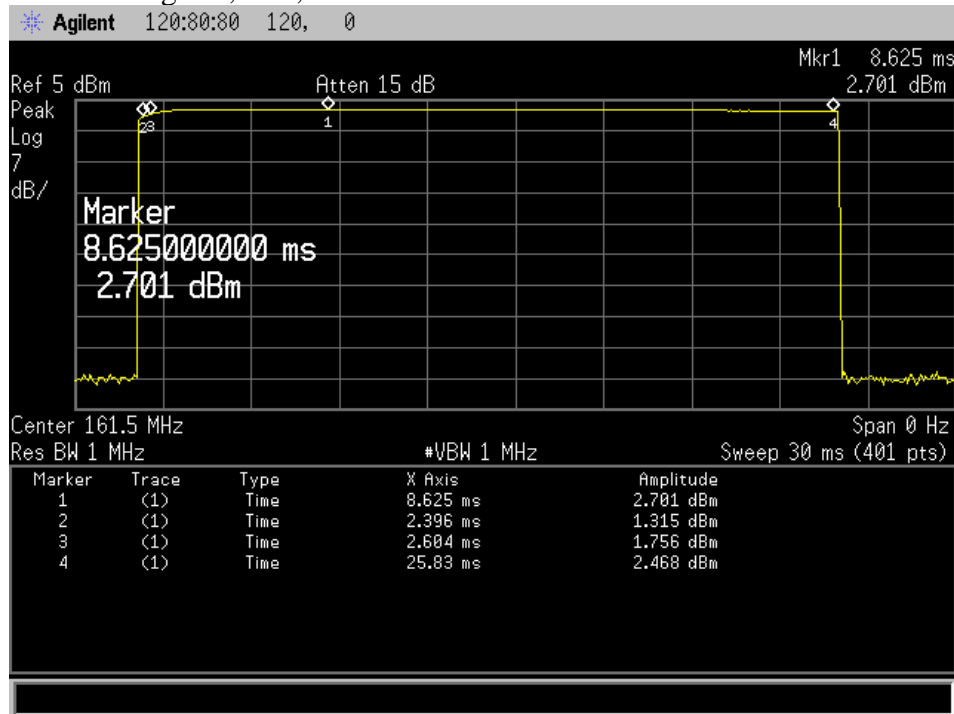 Agilent 120:80:80 120, 0
Mkr1 8.625 ms
Ref 5 dBm Atten 15 dB 2.701 dBm
Peak
Log
7
dB/
2 3 1 4
Marker
8.625000000 ms
2.701 dBm
Center 161.5 MHz Span 0 Hz
Res BW 1 MHz #VBW 1 MHz Sweep 30 ms (401 pts)
Marker Trace Type X Axis Amplitude
1 (1) Time 8.625 ms 2.701 dBm
2 (1) Time 2.396 ms 1.315 dBm
3 (1) Time 2.604 ms 1.756 dBm
4 (1) Time 25.83 ms 2.468 dBm